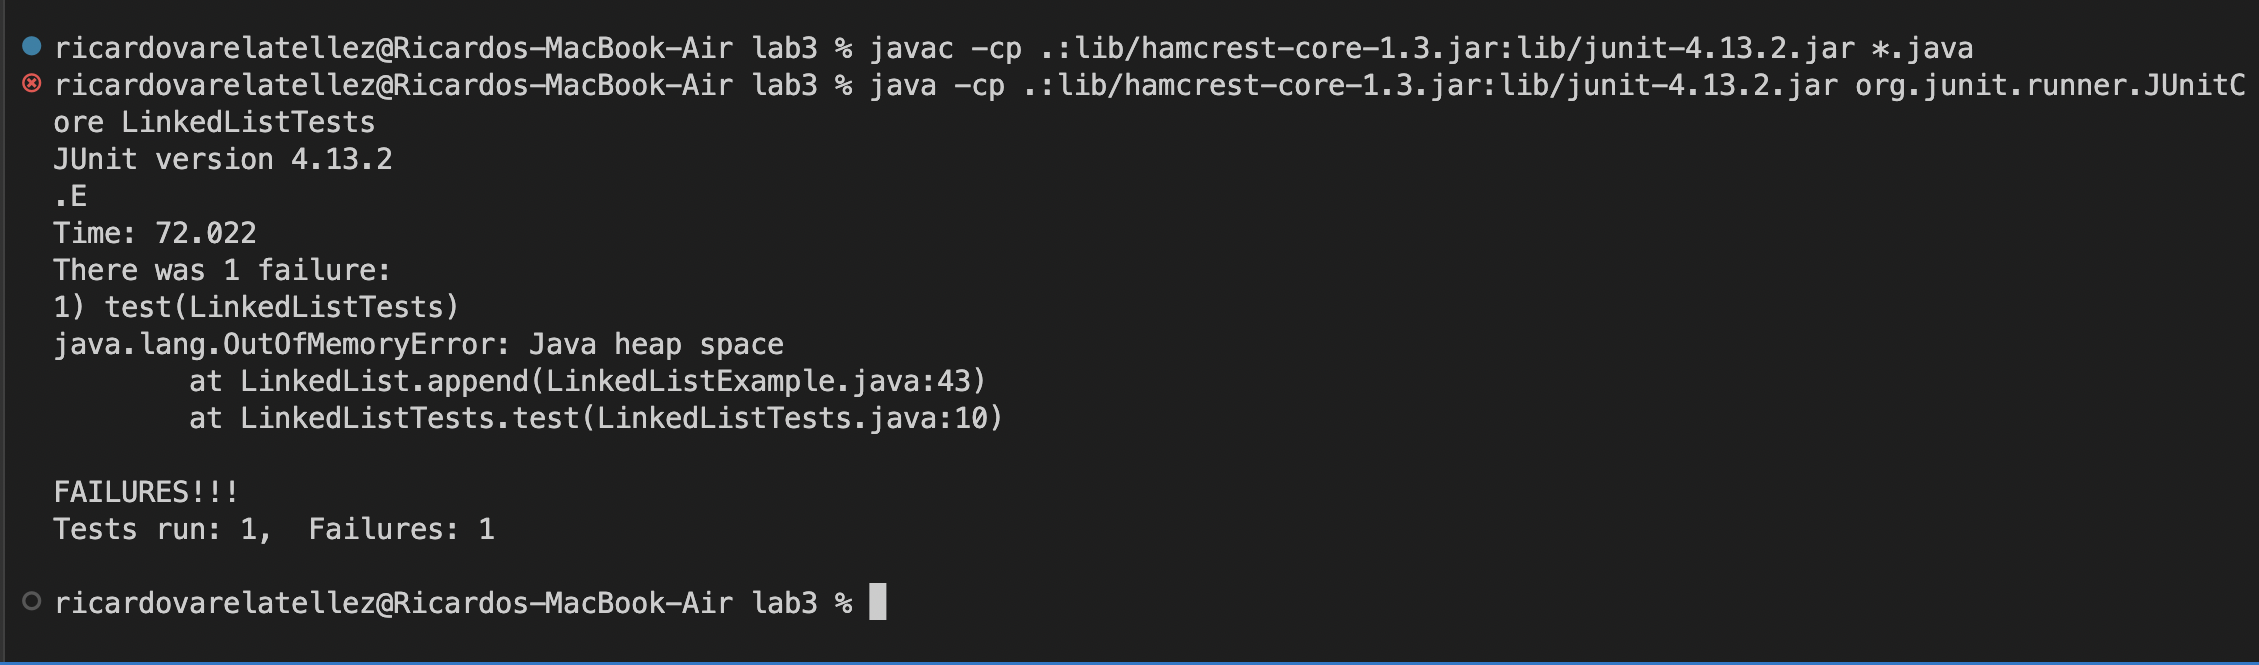 ricardovarelatellez@Ricardos-MacBook-Air lab3 % javac -cp .:lib/hamcrest-core-1.3.jar:lib/junit-4.13.2.jar *.java
ricardovarelatellez@Ricardos-MacBook-Air lab3 % java -cp .:lib/hamcrest-core-1.3.jar:lib/junit-4.13.2.jar org.junit.runner.JUnitC
ore LinkedListTests
JUnit version 4.13.2
.E
Time: 72.022
There was 1 failure:
1) test(LinkedListTests)
java.lang.OutOfMemoryError: Java heap space
        at LinkedList.append(LinkedListExample.java:43)
        at LinkedListTests.test(LinkedListTests.java:10)
FAILURES!!!
Tests run: 1,  Failures: 1
ricardovarelatellez@Ricardos-MacBook-Air lab3 %